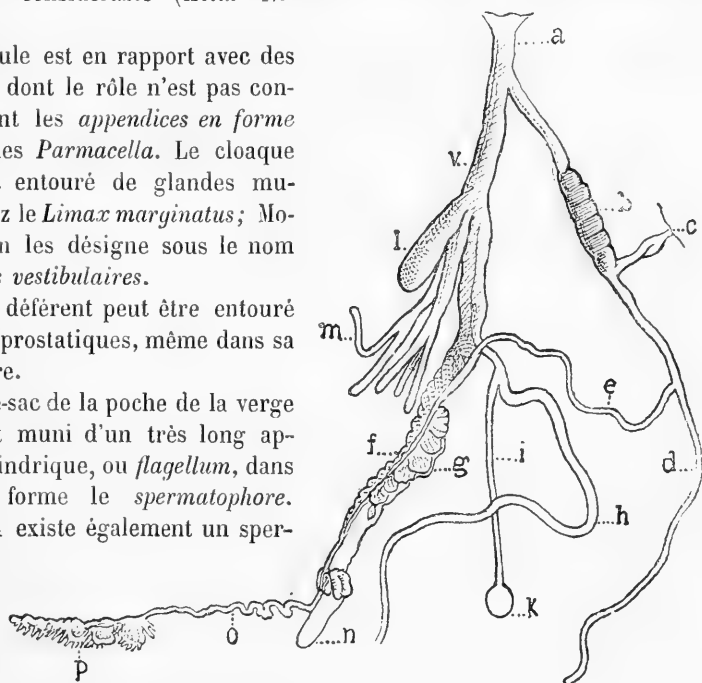 ule est en rapport avec des
dont le rôle n'est pas con-
nt les appendices en forme
es Parmacella. Le cloaque
entouré de glandes mu-
z le Limax marginatus; Mo-
n les désigne sous le nom
s vestibulaires.
déférent peut être entouré
prostatiques, même dans sa
re.
-sac de la poche de la verge
t muni d'un très long ap-
indrique, ou flagellum, dans
forme le spermatophore.
existe également un sper-
a
v
b
c
l
m
e
f
g
i
d
h
k
n
o
p